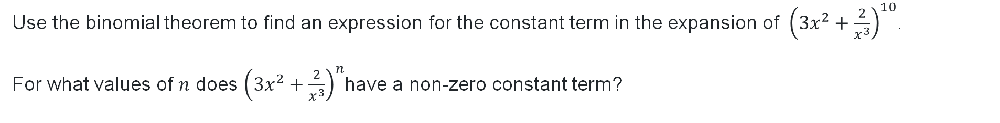 Use the binomial theorem to find an expression for the constant term in the expansion of (3x² + 2/x³)¹⁰.
For what values of n does (3x² + 2/x³)ⁿ have a non-zero constant term?